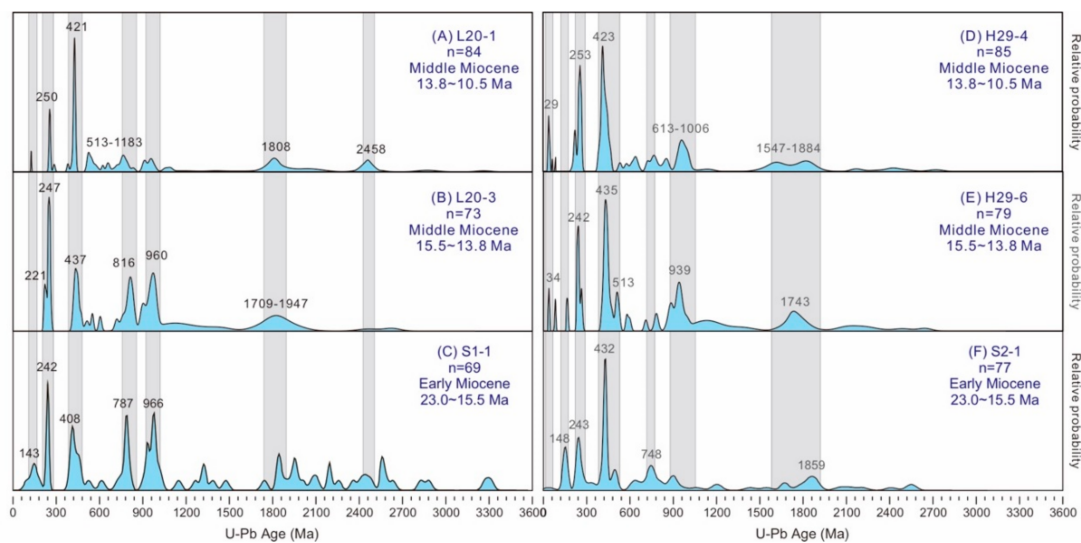 421
250
513-1183
1808
2458
(A) L20-1
n=84
Middle Miocene
13.8~10.5 Ma
247
221
437
816
960
1709-1947
(B) L20-3
n=73
Middle Miocene
15.5~13.8 Ma
242
143
408
787
966
(C) S1-1
n=69
Early Miocene
23.0~15.5 Ma
0 300 600 900 1200 1500 1800 2100 2400 2700 3000 3300 3600
U-Pb Age (Ma)
29
253
423
613-1006
1547-1884
(D) H29-4
n=85
Middle Miocene
13.8~10.5 Ma
Relative probability
34
242
435
513
939
1743
(E) H29-6
n=79
Middle Miocene
15.5~13.8 Ma
Relative probability
148
243
432
748
1859
(F) S2-1
n=77
Early Miocene
23.0~15.5 Ma
Relative probability
0 300 600 900 1200 1500 1800 2100 2400 2700 3000 3300 3600
U-Pb Age (Ma)